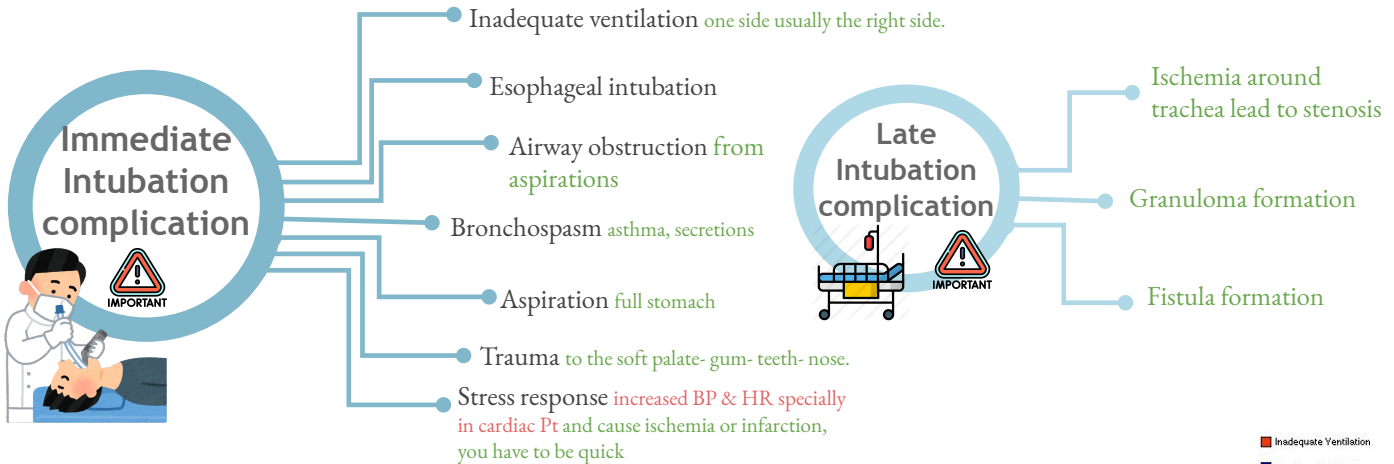 Immediate
Intubation
complication
IMPORTANT
Inadequate ventilation one side usually the right side.
Esophageal intubation
Airway obstruction from
aspirations
Bronchospasm asthma, secretions
Aspiration full stomach
Trauma to the soft palate- gum- teeth- nose.
Stress response increased BP & HR specially
in cardiac Pt and cause ischemia or infarction,
you have to be quick
Late
Intubation
complication
IMPORTANT
Ischemia around
trachea lead to stenosis
Granuloma formation
Fistula formation
Inadequate Ventilation